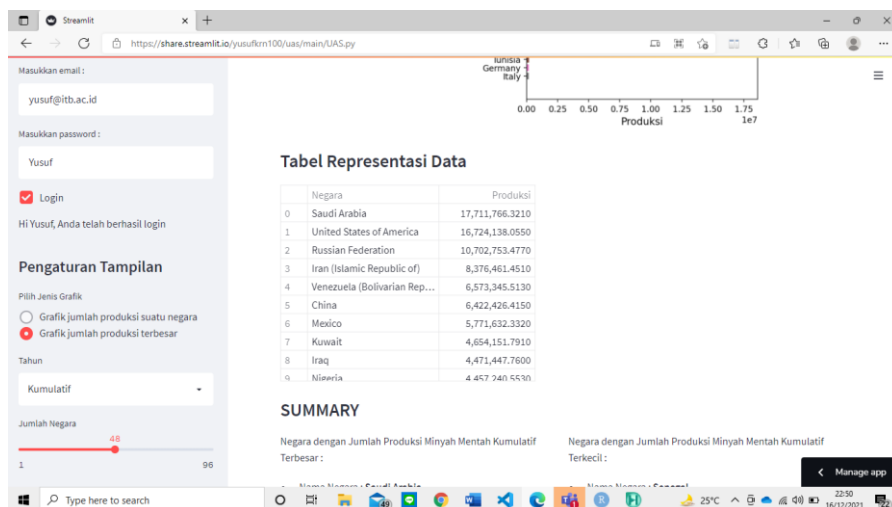 Streamlit
https://share.streamlit.io/yusufkrn100/uas/main/UAS.py
Masukkan email :
yusuf@itb.ac.id
Masukkan password :
Yusuf
Login
Hi Yusuf, Anda telah berhasil login
Pengaturan Tampilan
Pilih Jenis Grafik
Grafik jumlah produksi suatu negara
Grafik jumlah produksi terbesar
Tahun
Kumulatif
Jumlah Negara
48
1 96
Tunisia
Germany
Italy
0.00 0.25 0.50 0.75 1.00 1.25 1.50 1.75
Produksi 1e7
Tabel Representasi Data
Negara Produksi
0 Saudi Arabia 17,711,766.3210
1 United States of America 16,724,138.0550
2 Russian Federation 10,702,753.4770
3 Iran (Islamic Republic of) 8,376,461.4510
4 Venezuela (Bolivarian Rep... 6,573,345.5130
5 China 6,422,426.4150
6 Mexico 5,771,632.3320
7 Kuwait 4,654,151.7910
8 Iraq 4,471,447.7600
9 Nigeria 4,457,240.5530
SUMMARY
Negara dengan Jumlah Produksi Minyah Mentah Kumulatif
Terbesar :
Nama Negara : Saudi Arabia
Negara dengan Jumlah Produksi Minyah Mentah Kumulatif
Terkecil :
Nama Negara : Senegal
Manage app
Type here to search
49
25°C
22:50
16/12/2021
22